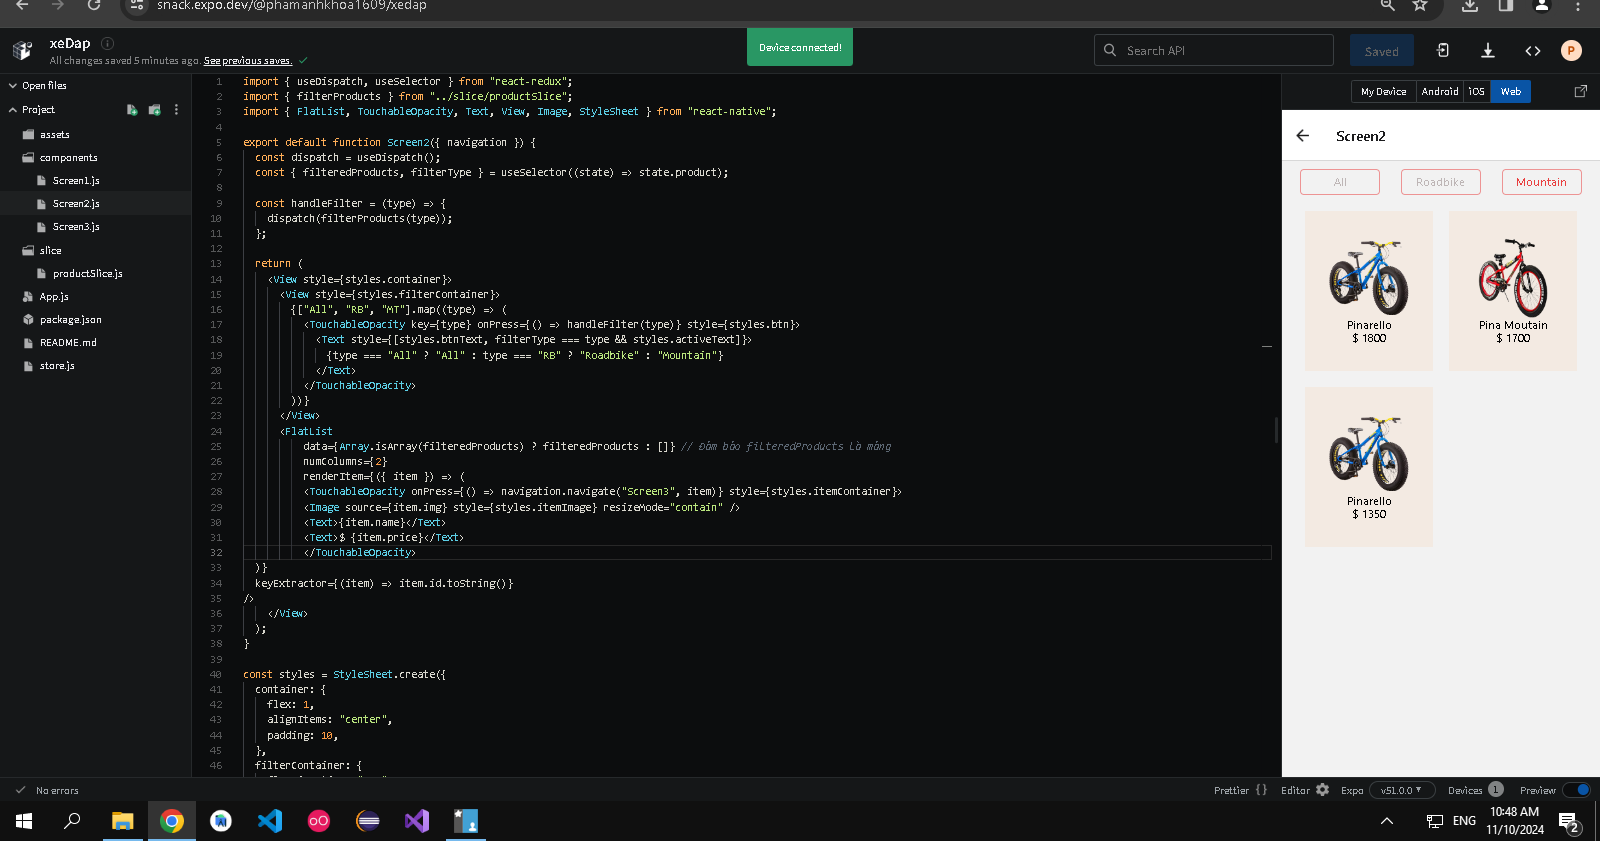 snack.expo.dev/@phamanhkhoa1609/xedap
xeDap
All changes saved 5 minutes ago. See previous saves.
Device connected!
Search API
Saved
P
Open files
Project
assets
components
Screen1.js
Screen2.js
Screen3.js
slice
productSlice.js
App.js
package.json
README.md
store.js
1 import { useDispatch, useSelector } from "react-redux";
2 import { filterProducts } from "../slice/productSlice";
3 import { FlatList, TouchableOpacity, Text, View, Image, StyleSheet } from "react-native";
4
5 export default function Screen2({ navigation }) {
6 const dispatch = useDispatch();
7 const { filteredProducts, filterType } = useSelector((state) => state.product);
8
9 const handleFilter = (type) => {
10 dispatch(filterProducts(type));
11 };
12
13 return (
14 <View style={styles.container}>
15 <View style={styles.filterContainer}>
16 {["All", "RB", "MT"].map((type) => (
17 <TouchableOpacity key={type} onPress={() => handleFilter(type)} style={styles.btn}>
18 <Text style={[styles.btnText, filterType === type && styles.activeText]}>
19 {type === "All" ? "All" : type === "RB" ? "Roadbike" : "Mountain"}
20 </Text>
21 </TouchableOpacity>
22 ))}
23 </View>
24 <FlatList
25 data={Array.isArray(filteredProducts) ? filteredProducts : []} // Đảm bảo filteredProducts là mảng
26 numColumns={2}
27 renderItem={({ item }) => (
28 <TouchableOpacity onPress={() => navigation.navigate("Screen3", item)} style={styles.itemContainer}>
29 <Image source={item.img} style={styles.itemImage} resizeMode="contain" />
30 <Text>{item.name}</Text>
31 <Text>$ {item.price}</Text>
32 </TouchableOpacity>
33 )}
34 keyExtractor={(item) => item.id.toString()}
35 />
36 </View>
37 );
38 }
39
40 const styles = StyleSheet.create({
41 container: {
42 flex: 1,
43 alignItems: "center",
44 padding: 10,
45 },
46 filterContainer: {
My Device
Android
iOS
Web
Screen2
All
Roadbike
Mountain
Pinarello
$ 1800
Pina Moutain
$ 1700
Pinarello
$ 1350
No errors
Prettier { }
Editor
Expo
v51.0.0
Devices 1
Preview
ENG
10:48 AM
11/10/2024
2